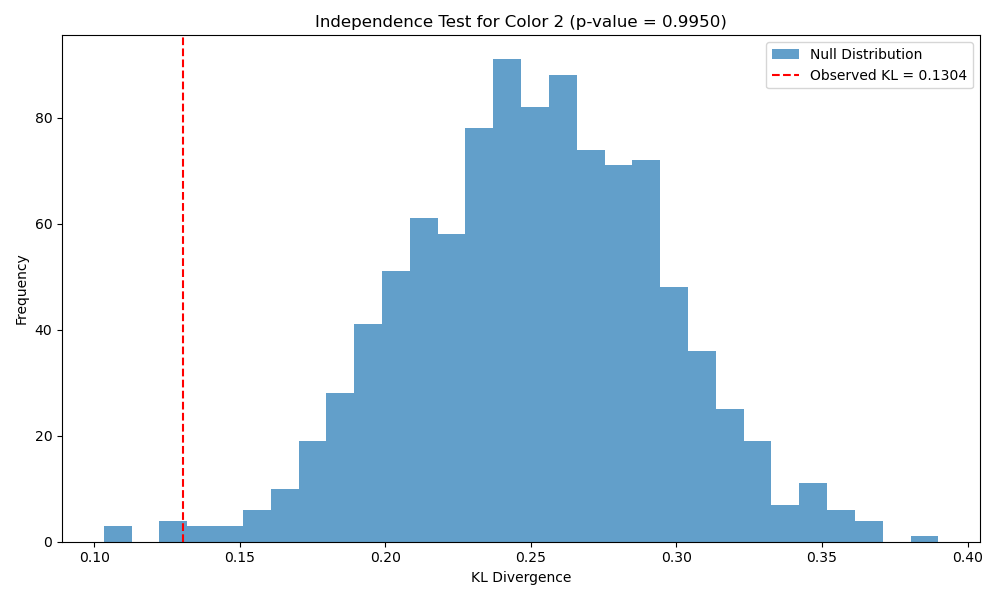 Independence Test for Color 2 (p-value = 0.9950)
Null Distribution
Observed KL = 0.1304
Frequency
80
60
40
20
0
0.10 0.15 0.20 0.25 0.30 0.35 0.40
KL Divergence